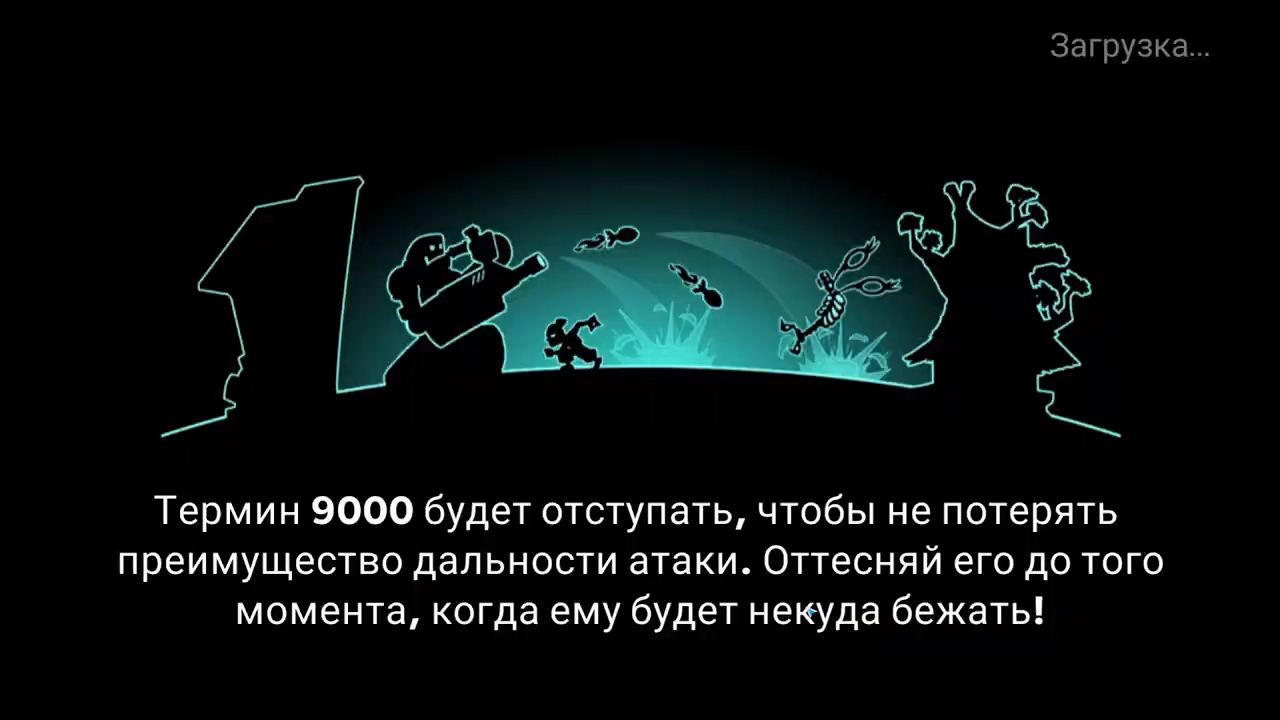 Загрузка...
Термин 9000 будет отступать, чтобы не потерять
преимущество дальности атаки. Оттесняй его до того
момента, когда ему будет некуда бежать!